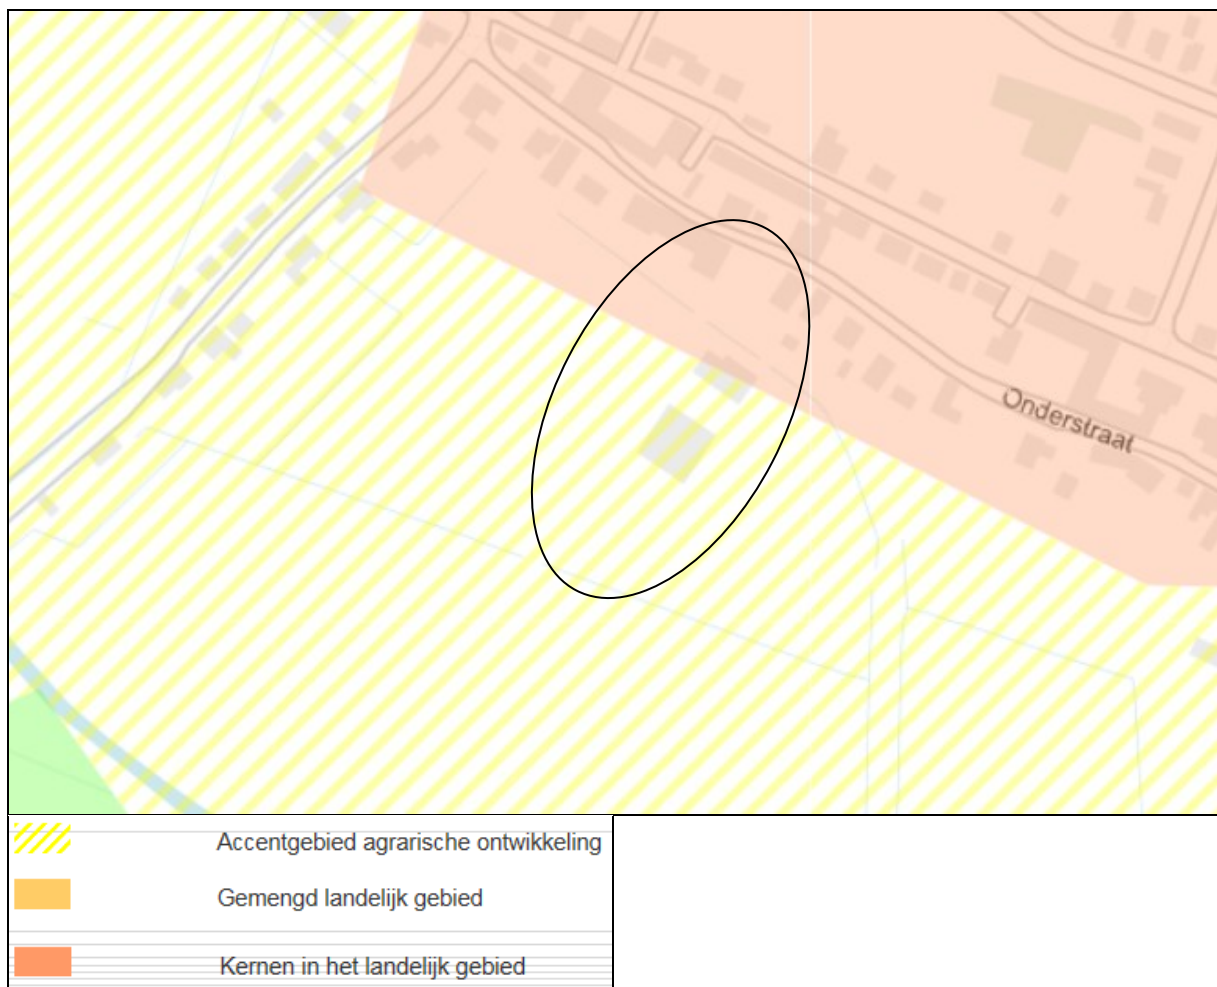 Onderstraat
Accentgebied agrarische ontwikkeling
Gemengd landelijk gebied
Kernen in het landelijk gebied